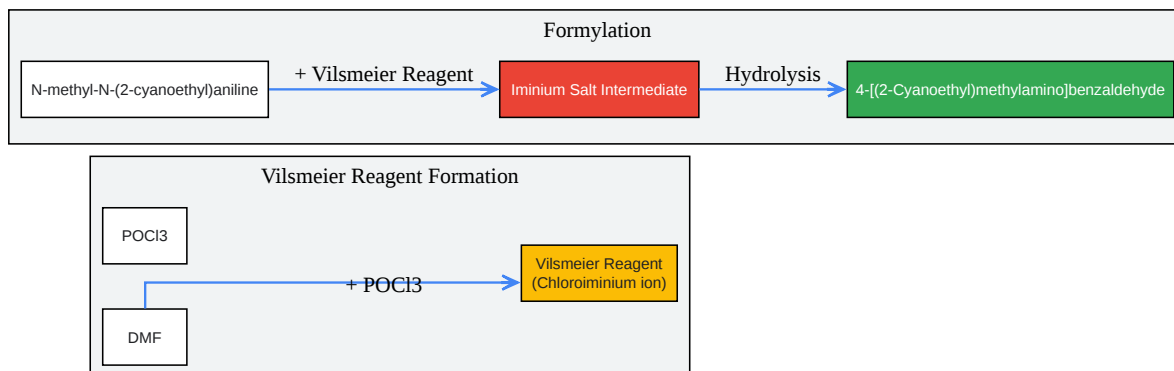 Formylation
N-methyl-N-(2-cyanoethyl)aniline
+ Vilsmeier Reagent
Iminium Salt Intermediate
Hydrolysis
4-[(2-Cyanoethyl)methylamino]benzaldehyde
Vilsmeier Reagent Formation
POCl3
+ POCl3
Vilsmeier Reagent
(Chloroiminium ion)
DMF